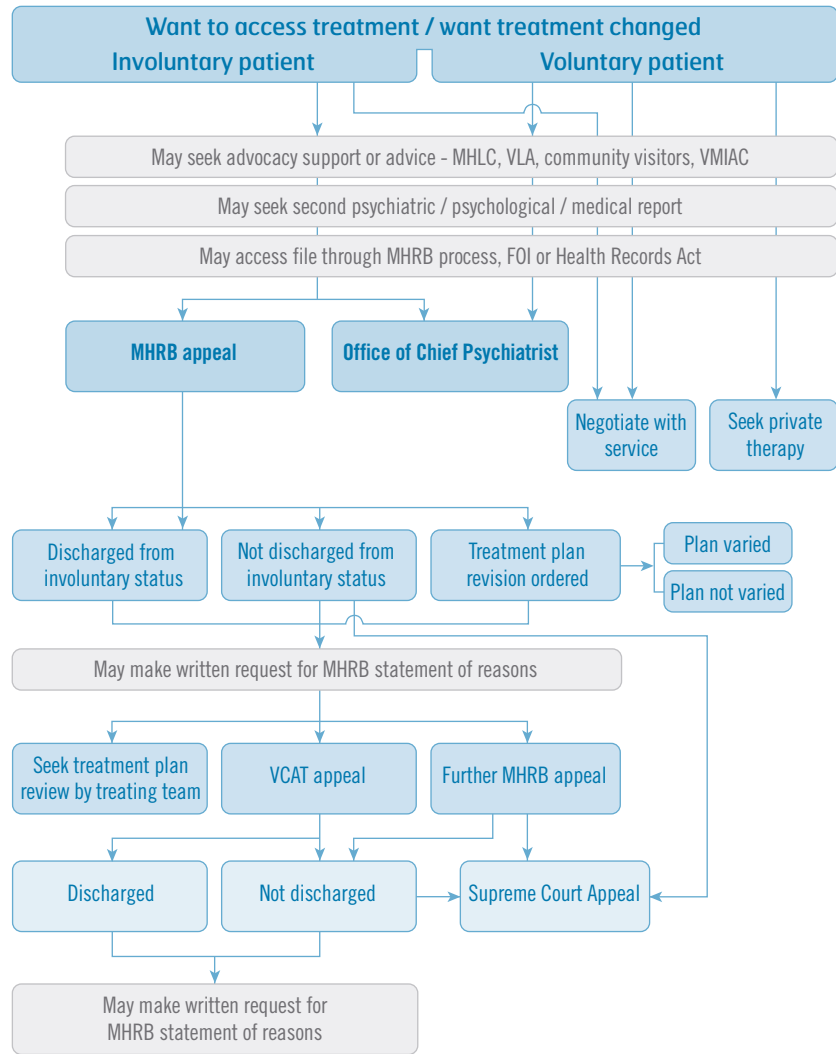 Want to access treatment / want treatment changed
Involuntary patient
Voluntary patient
May seek advocacy support or advice - MHLC, VLA, community visitors, VMIAC
May seek second psychiatric / psychological / medical report
May access file through MHRB process, FOI or Health Records Act
MHRB appeal
Office of Chief Psychiatrist
Negotiate with
service
Seek private
therapy
Discharged from
involuntary status
Not discharged from
involuntary status
Treatment plan
revision ordered
Plan varied
Plan not varied
May make written request for MHRB statement of reasons
Seek treatment plan
review by treating team
VCAT appeal
Further MHRB appeal
Discharged
Not discharged
Supreme Court Appeal
May make written request for
MHRB statement of reasons